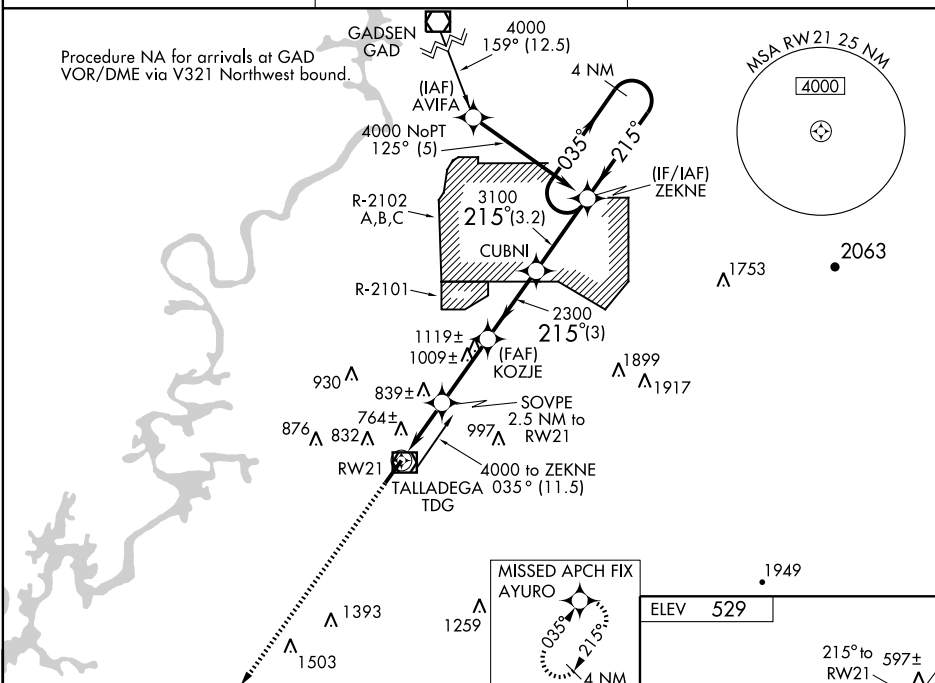 Procedure NA for arrivals at GAD
VOR/DME via V321 Northwest bound.
GADSEN
GAD
4000
159° (12.5)
(IAF)
AVIFA
4 NM
4000 NoPT
125° (5)
035°
215°
MSA RW21 25 NM
4000
(IF/IAF)
ZEKNE
R-2102
A,B,C
3100
215° (3.2)
CUBNI
R-2101
2300
215° (3)
1753
2063
1119±
1009±
(FAF)
KOZJE
930
839±
1899
1917
SOVPE
2.5 NM to
RW21
876
832
764±
997
RW21
4000 to ZEKNE
035° (11.5)
TALLADEGA
TDG
MISSED APCH FIX
AYURO
035°
215°
4 NM
1949
ELEV 529
1393
1259
1503
215° to
RW21
597±